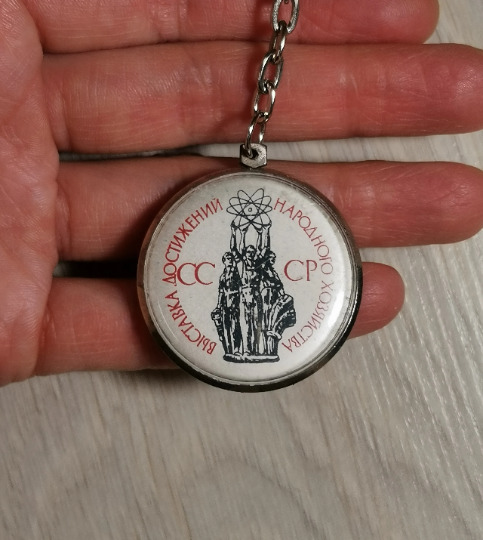 ВЫСТАВКА ДОСТИЖЕНИЙ НАРОДНОГО ХОЗЯЙСТВА
СС СР